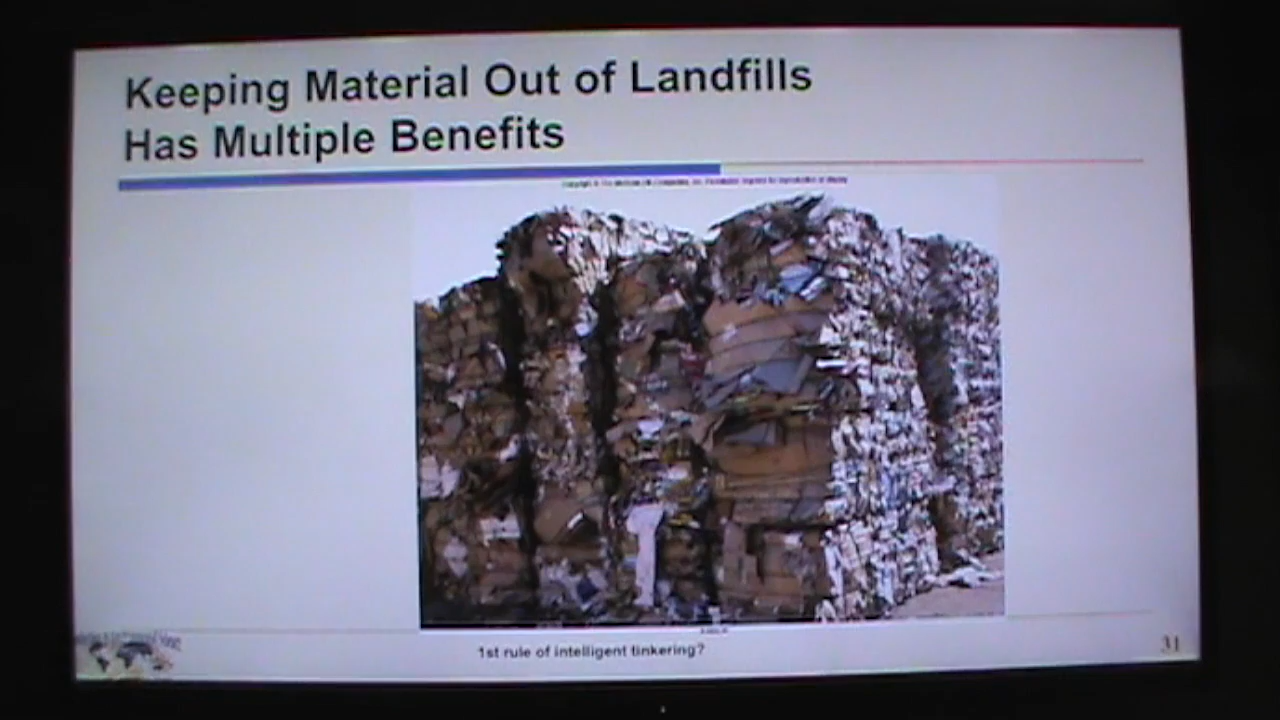 Keeping Material Out of Landfills
Has Multiple Benefits
1st rule of intelligent tinkering?
31